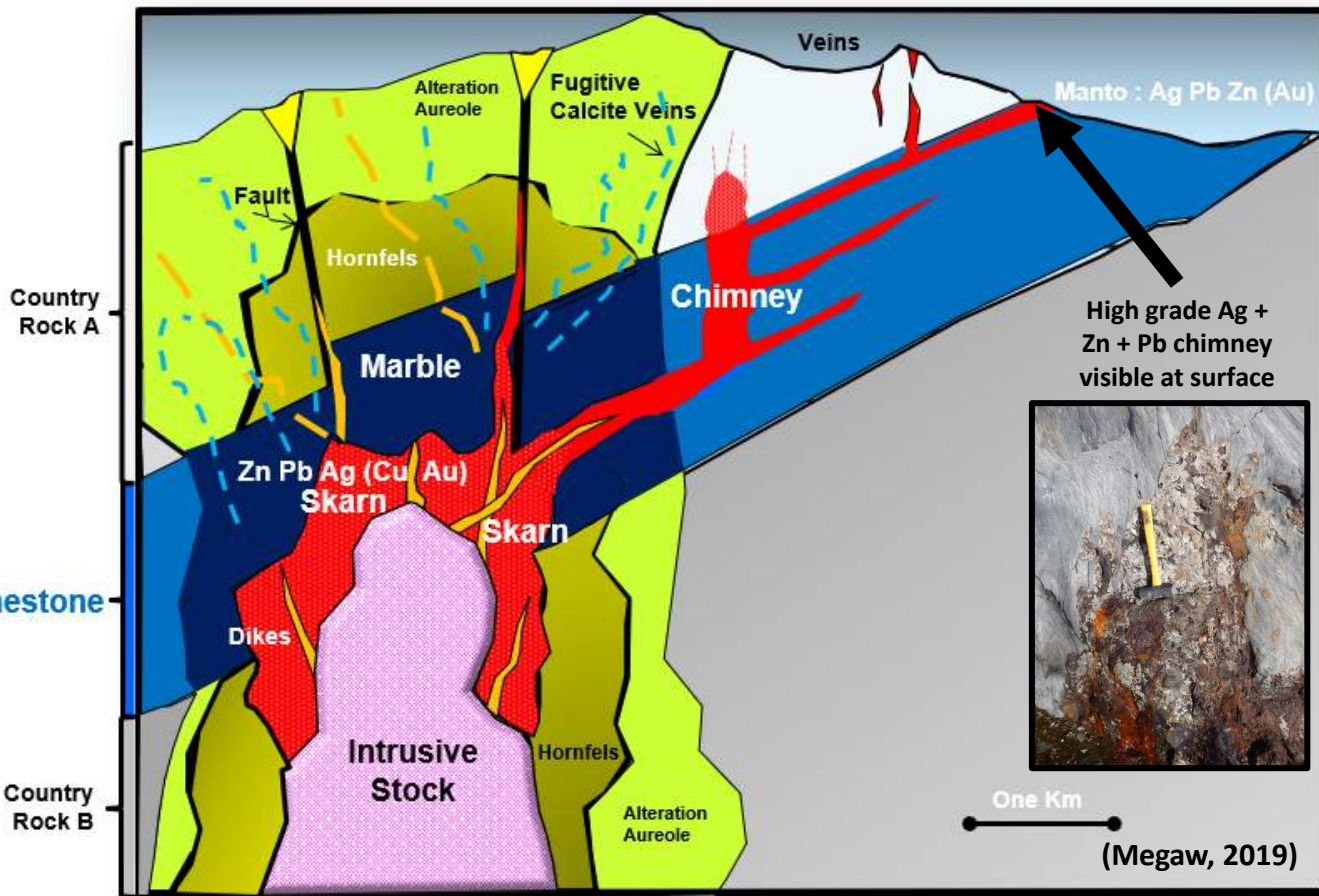 Veins
Manto : Ag Pb Zn (Au)
Alteration
Aureole
Fugitive
Calcite Veins
Fault
Hornfels
Country
Rock A
Chimney
High grade Ag +
Zn + Pb chimney
visible at surface
Marble
Zn Pb Ag (Cu Au)
Skarn
Skarn
nestone
Dikes
Intrusive
Stock
Hornfels
Country
Rock B
Alteration
Aureole
One Km
(Megaw, 2019)